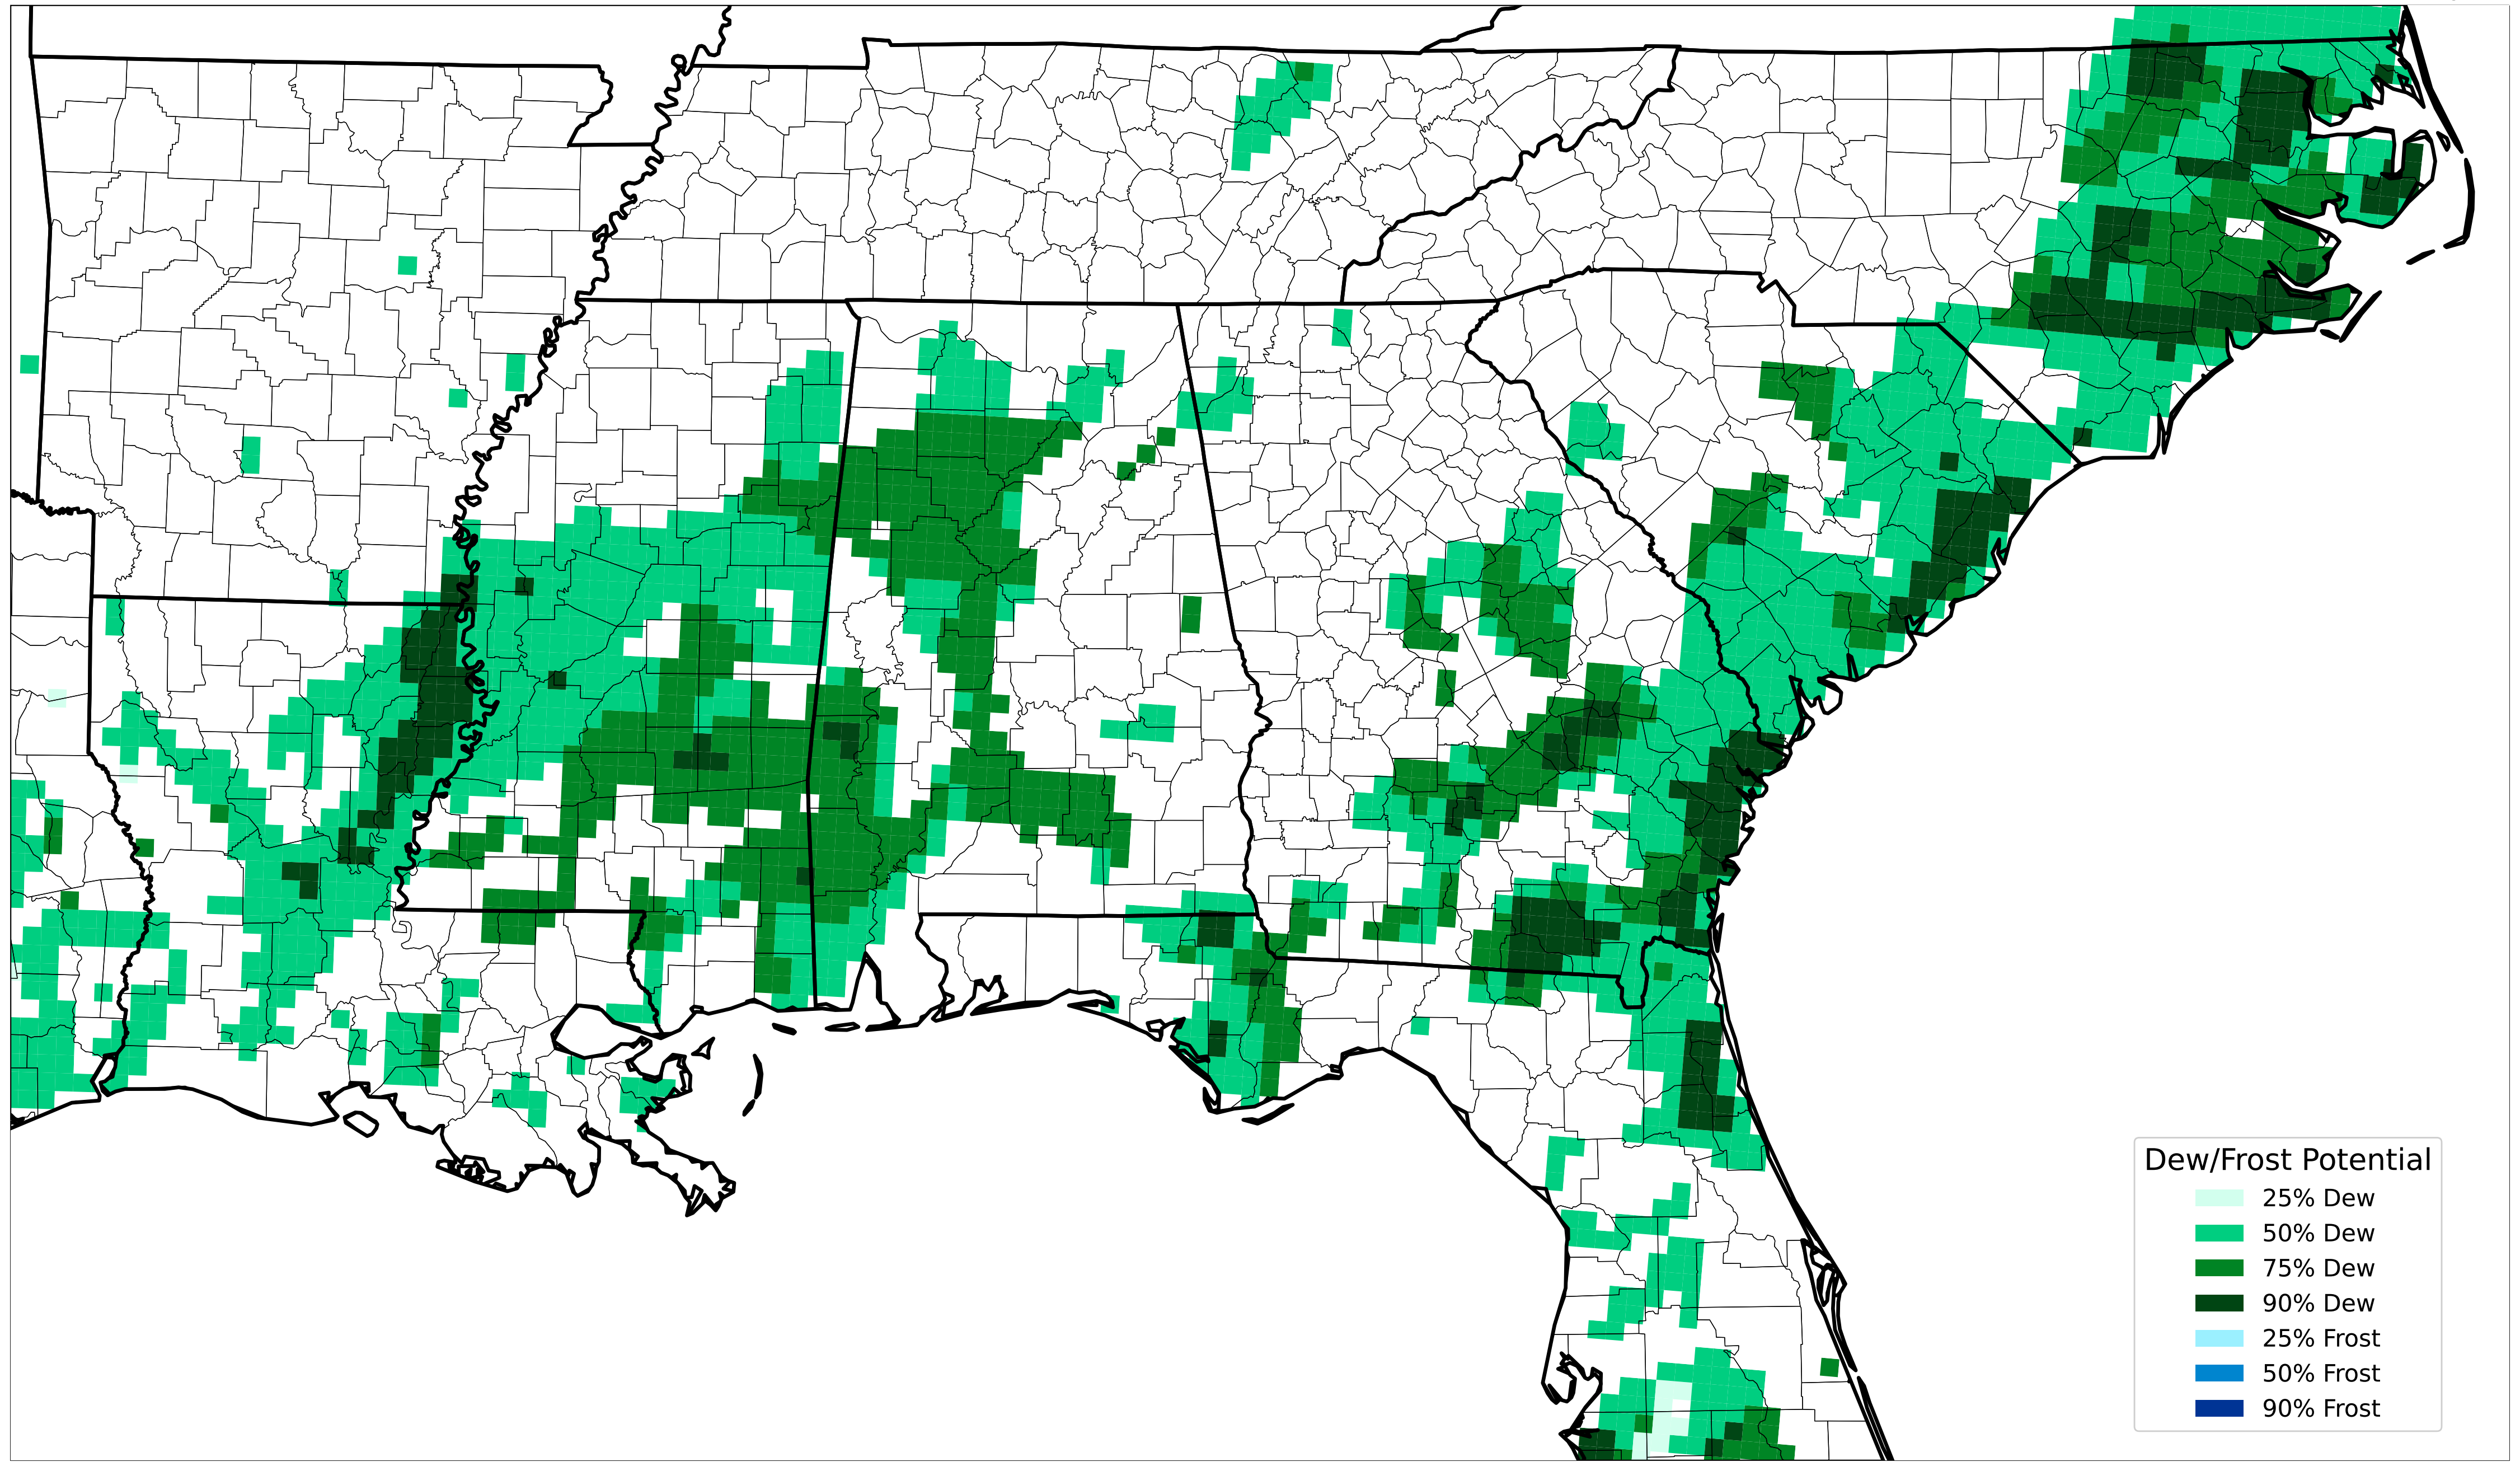 Dew/Frost Potential
25% Dew
50% Dew
75% Dew
90% Dew
25% Frost
50% Frost
90% Frost